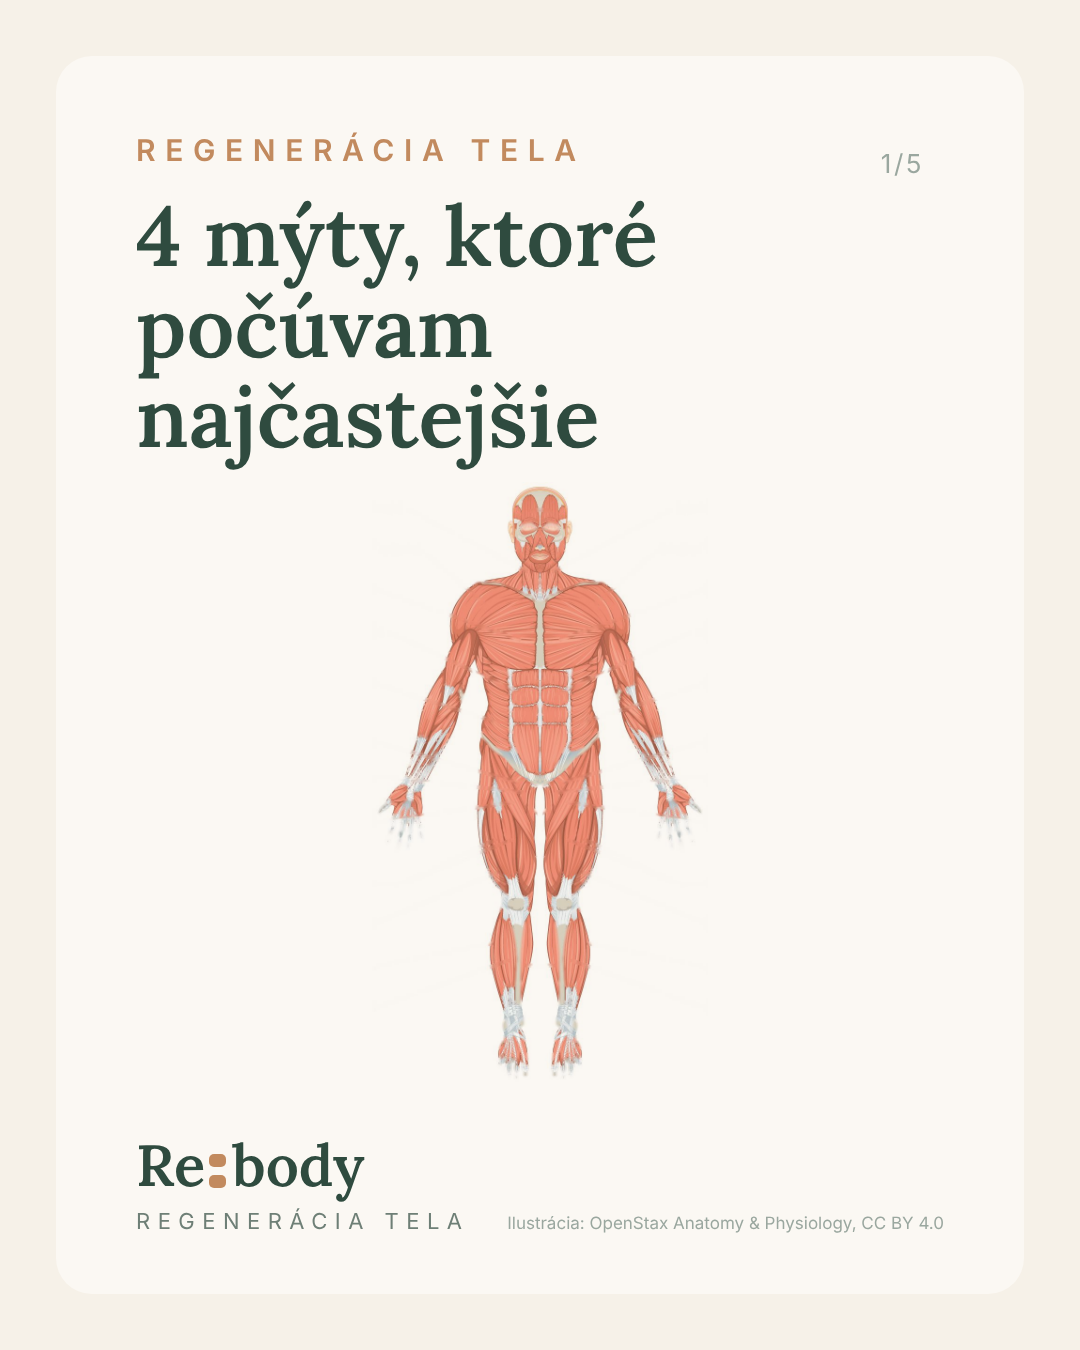 REGENERÁCIA TELA
1/5
4 mýty, ktoré
počúvam
najčastejšie
Re:body
REGENERÁCIA TELA
Ilustrácia: OpenStax Anatomy & Physiology, CC BY 4.0